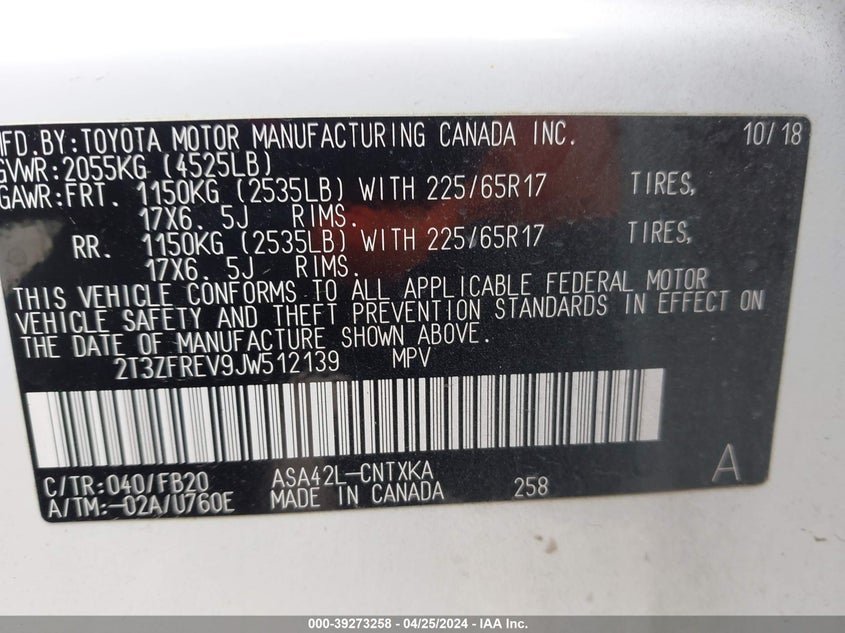 MFD.BY:TOYOTA MOTOR MANUFACTURING CANADA INC. 10/18
GVWR:2055KG (4525LB)
GAWR:FRT. 1150KG (2535LB) WITH 225/65R17 TIRES,
17X6. 5J RIMS.
RR. 1150KG (2535LB) WITH 225/65R17 TIRES,
17X6. 5J RIMS.
THIS VEHICLE CONFORMS TO ALL APPLICABLE FEDERAL MOTOR
VEHICLE SAFETY AND THEFT PREVENTION STANDARDS IN EFFECT ON
THE DATE OF MANUFACTURE SHOWN ABOVE.
2T3ZFREV9JW512139 MPV
C/TR:040/FB20 ASA42L-CNTXKA A
A/TM:-02A/U760E MADE IN CANADA 258
000-39273258 - 04/25/2024 - IAA Inc.